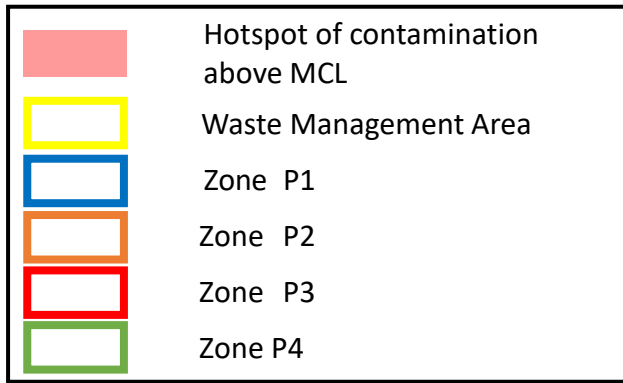 Hotspot of contamination
above MCL
Waste Management Area
Zone P1
Zone P2
Zone P3
Zone P4